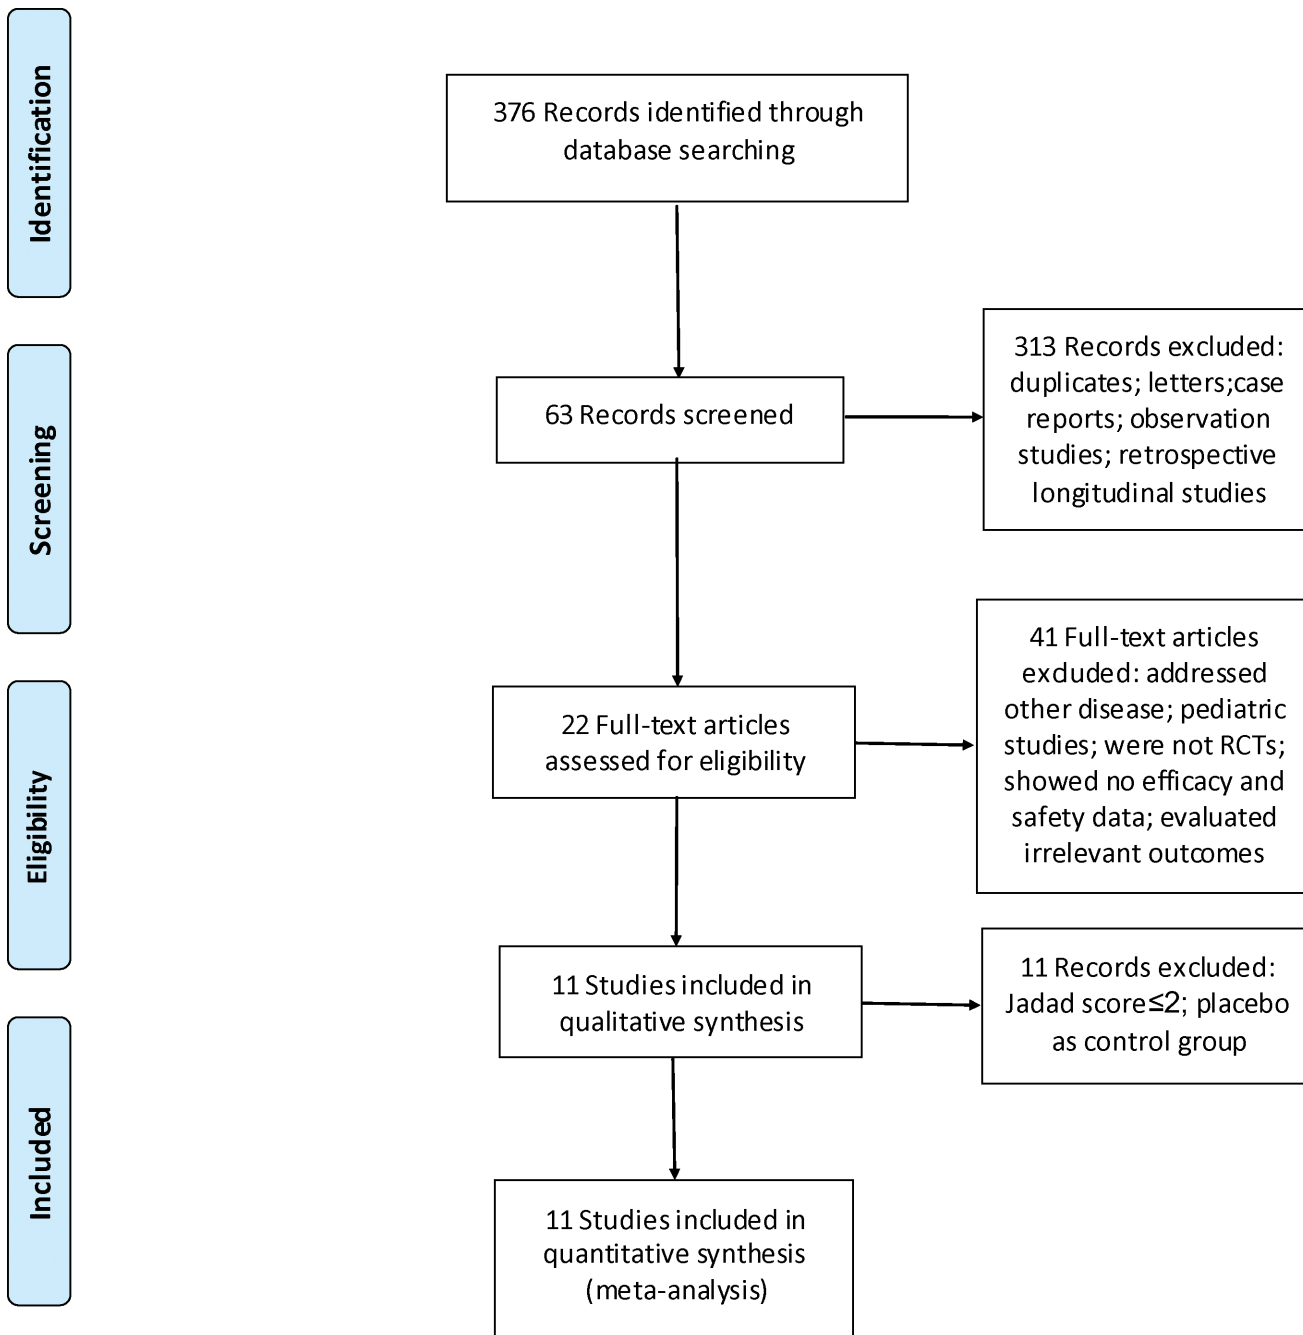 Identification
376 Records identified through
database searching
Screening
63 Records screened
313 Records excluded:
duplicates; letters;case
reports; observation
studies; retrospective
longitudinal studies
Eligibility
22 Full-text articles
assessed for eligibility
41 Full-text articles
excluded: addressed
other disease; pediatric
studies; were not RCTs;
showed no efficacy and
safety data; evaluated
irrelevant outcomes
11 Studies included in
qualitative synthesis
11 Records excluded:
Jadad score≤2; placebo
as control group
Included
11 Studies included in
quantitative synthesis
(meta-analysis)